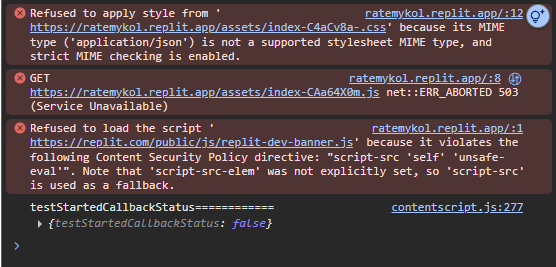 Refused to apply style from ' ratemykol.replit.app/:12
https://ratemykol.replit.app/assets/index-C4aCv8a-.css' because its MIME
type ('application/json') is not a supported stylesheet MIME type, and
strict MIME checking is enabled.
GET ratemykol.replit.app/:8
https://ratemykol.replit.app/assets/index-CAa64X0m.js net::ERR_ABORTED 503
(Service Unavailable)
Refused to load the script ' ratemykol.replit.app/:1
https://replit.com/public/js/replit-dev-banner.js' because it violates the
following Content Security Policy directive: "script-src 'self' 'unsafe-
eval'". Note that 'script-src-elem' was not explicitly set, so 'script-src'
is used as a fallback.
testStartedCallbackStatus============ contentscript.js:277
{testStartedCallbackStatus: false}